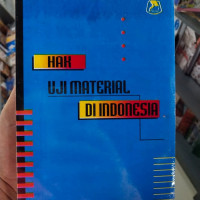 HAK
UJI MATERIAL
DI INDONESIA